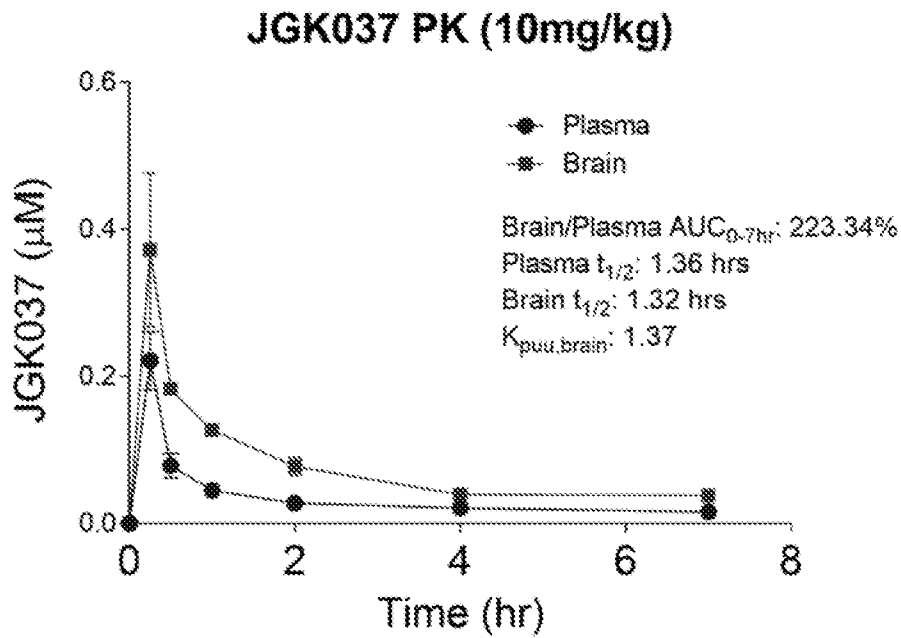 JGK037 PK (10mg/kg)
0.6
0.4
0.2
0.0
JGK037 (μM)
Plasma
Brain
Brain/Plasma AUC0-7hr: 223.34%
Plasma t1/2: 1.36 hrs
Brain t1/2: 1.32 hrs
Kpuu,brain: 1.37
0 2 4 6 8
Time (hr)